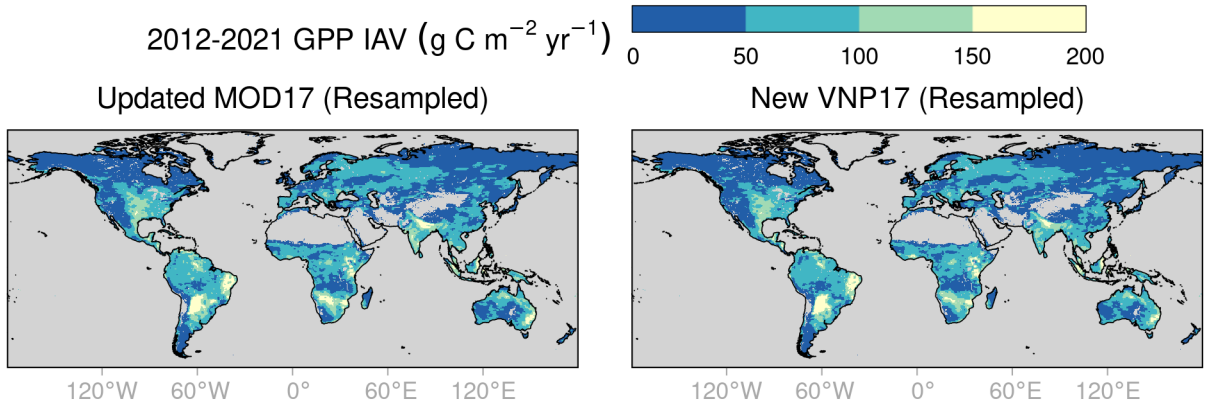 2012-2021 GPP IAV (g C m⁻² yr⁻¹)
0 50 100 150 200
Updated MOD17 (Resampled)
New VNP17 (Resampled)
120°W 60°W 0° 60°E 120°E
120°W 60°W 0° 60°E 120°E